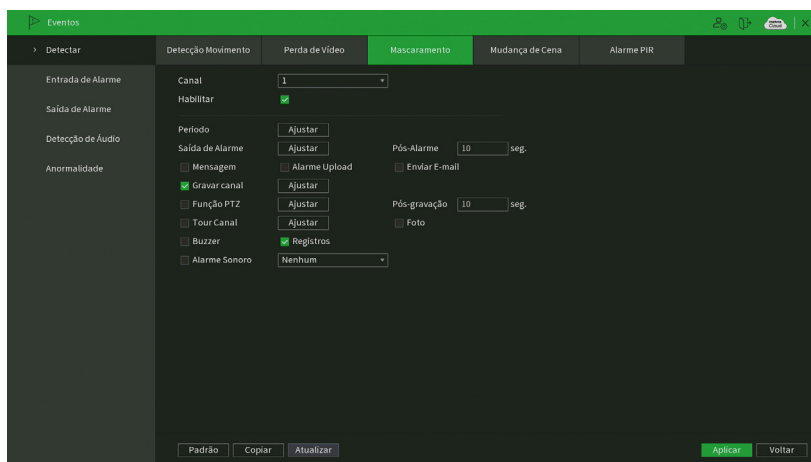 Eventos
Detectar
Detecção Movimento Perda de Vídeo Mascaramento Mudança de Cena Alarme PIR
Entrada de Alarme
Saída de Alarme
Detecção de Áudio
Anormalidade
Canal 1
Habilitar
Período Ajustar
Saída de Alarme Ajustar Pós-Alarme 10 seg.
Mensagem Alarme Upload Enviar E-mail
Gravar canal Ajustar
Função PTZ Ajustar Pós-gravação 10 seg.
Tour Canal Ajustar Foto
Buzzer Registros
Alarme Sonoro Nenhum
Padrão Copiar Atualizar Aplicar Voltar